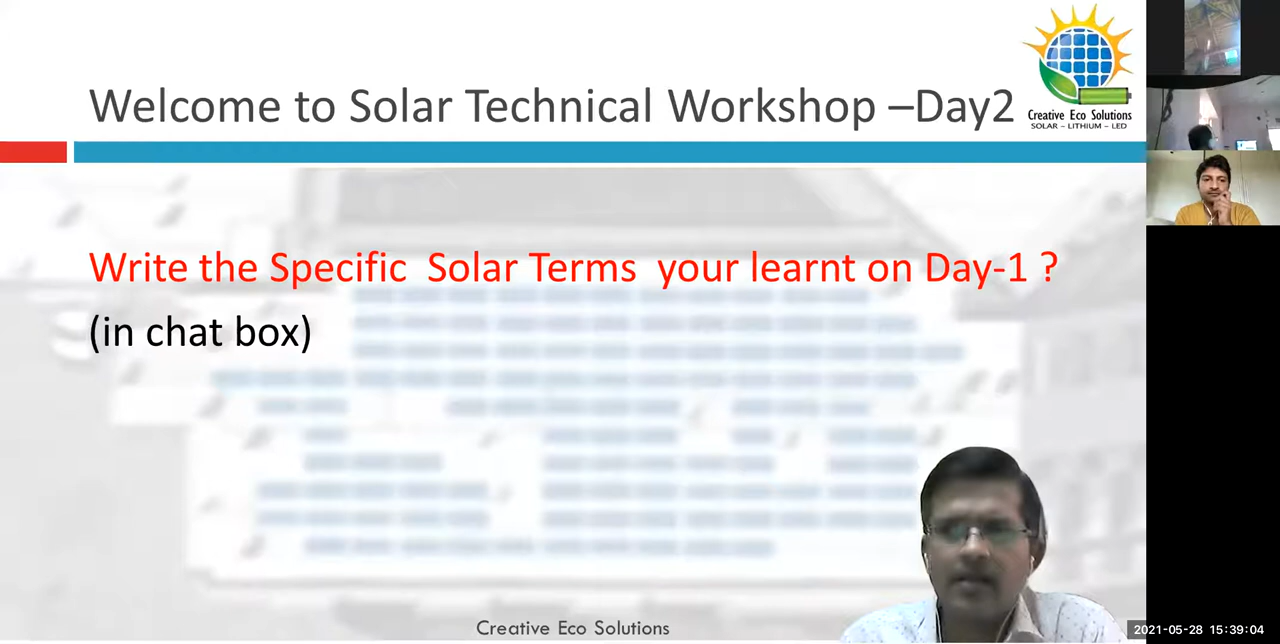 Welcome to Solar Technical Workshop –Day2
Creative Eco Solutions
SOLAR – LITHIUM – LED
Write the Specific Solar Terms your learnt on Day-1 ?
(in chat box)
Creative Eco Solutions
2021-05-28 15:39:04